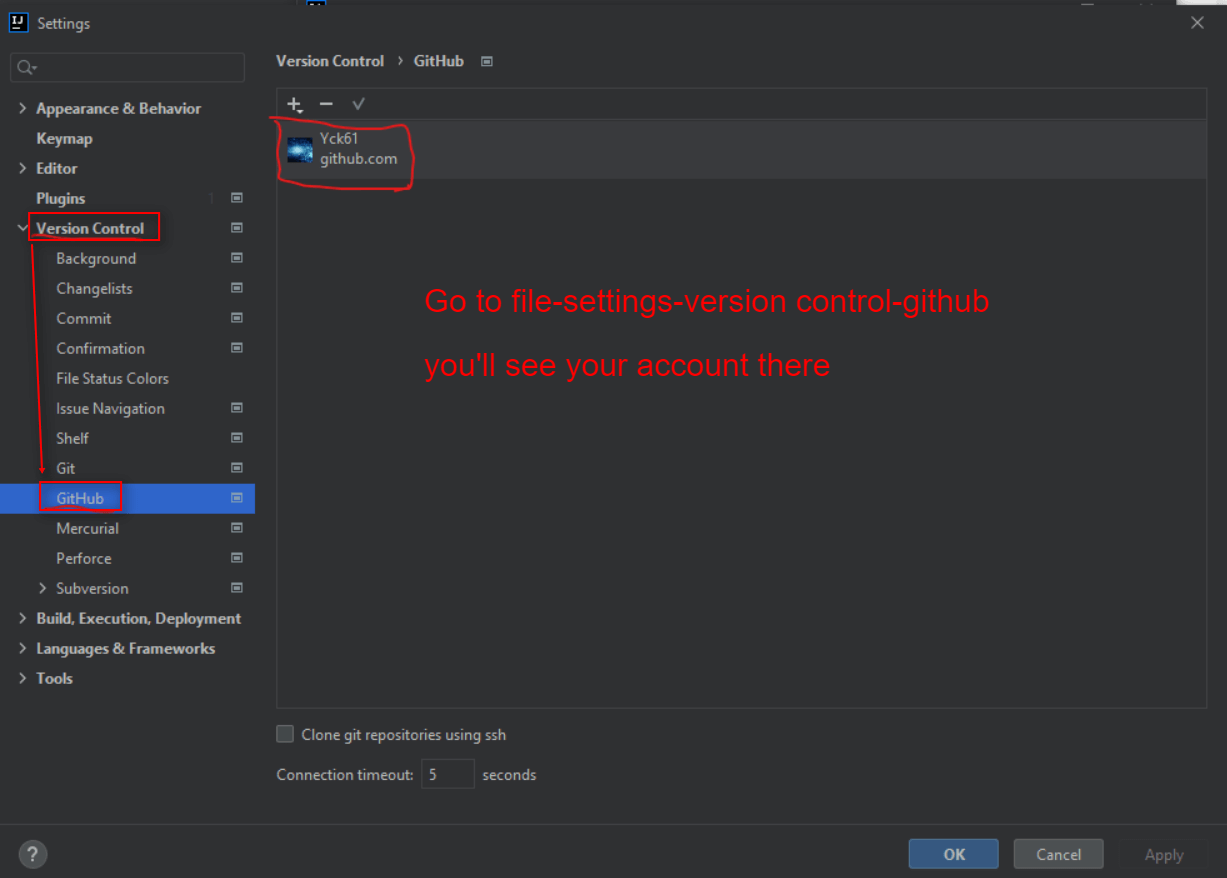 IJ
Settings
Version Control › GitHub
Appearance & Behavior
Keymap
Editor
Plugins 1
Version Control
Background
Changelists
Commit
Confirmation
File Status Colors
Issue Navigation
Shelf
Git
GitHub
Mercurial
Perforce
Subversion
Build, Execution, Deployment
Languages & Frameworks
Tools
Yck61
github.com
Go to file-settings-version control-github
you'll see your account there
Clone git repositories using ssh
Connection timeout: 5 seconds
?
OK Cancel Apply